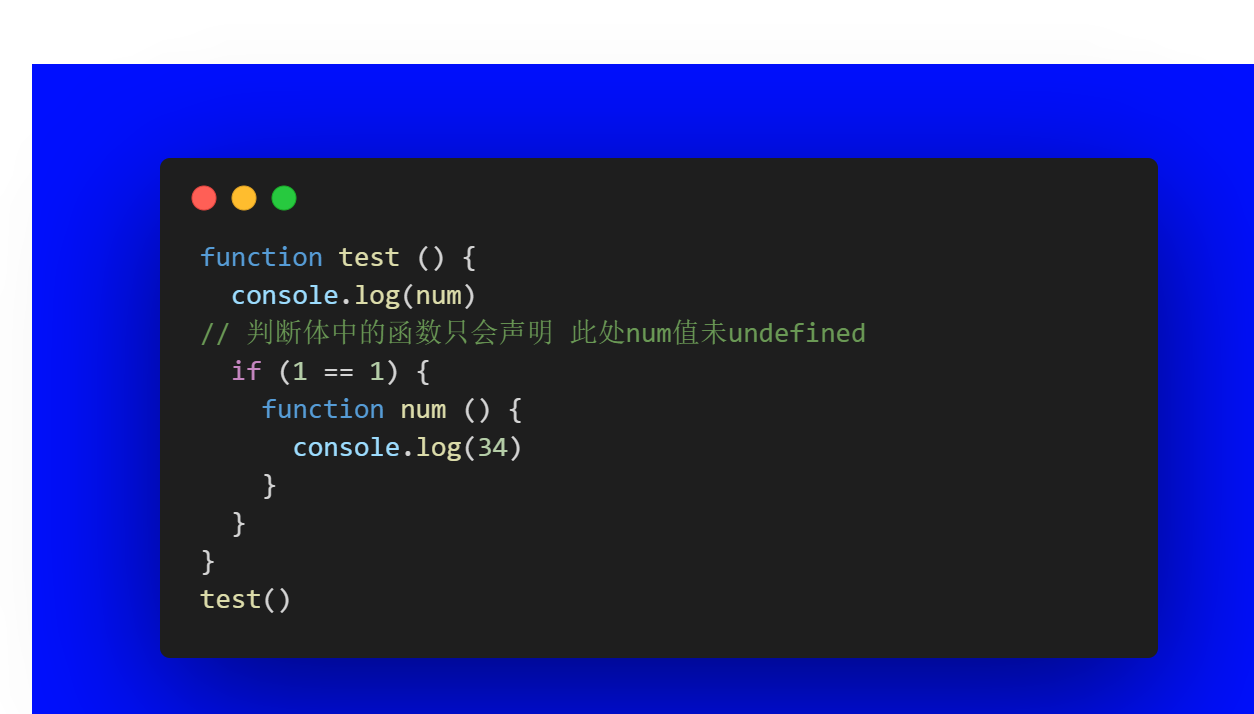 function test () {
  console.log(num)
// 判断体中的函数只会声明 此处num值未undefined
  if (1 == 1) {
    function num () {
      console.log(34)
    }
  }
}
test()